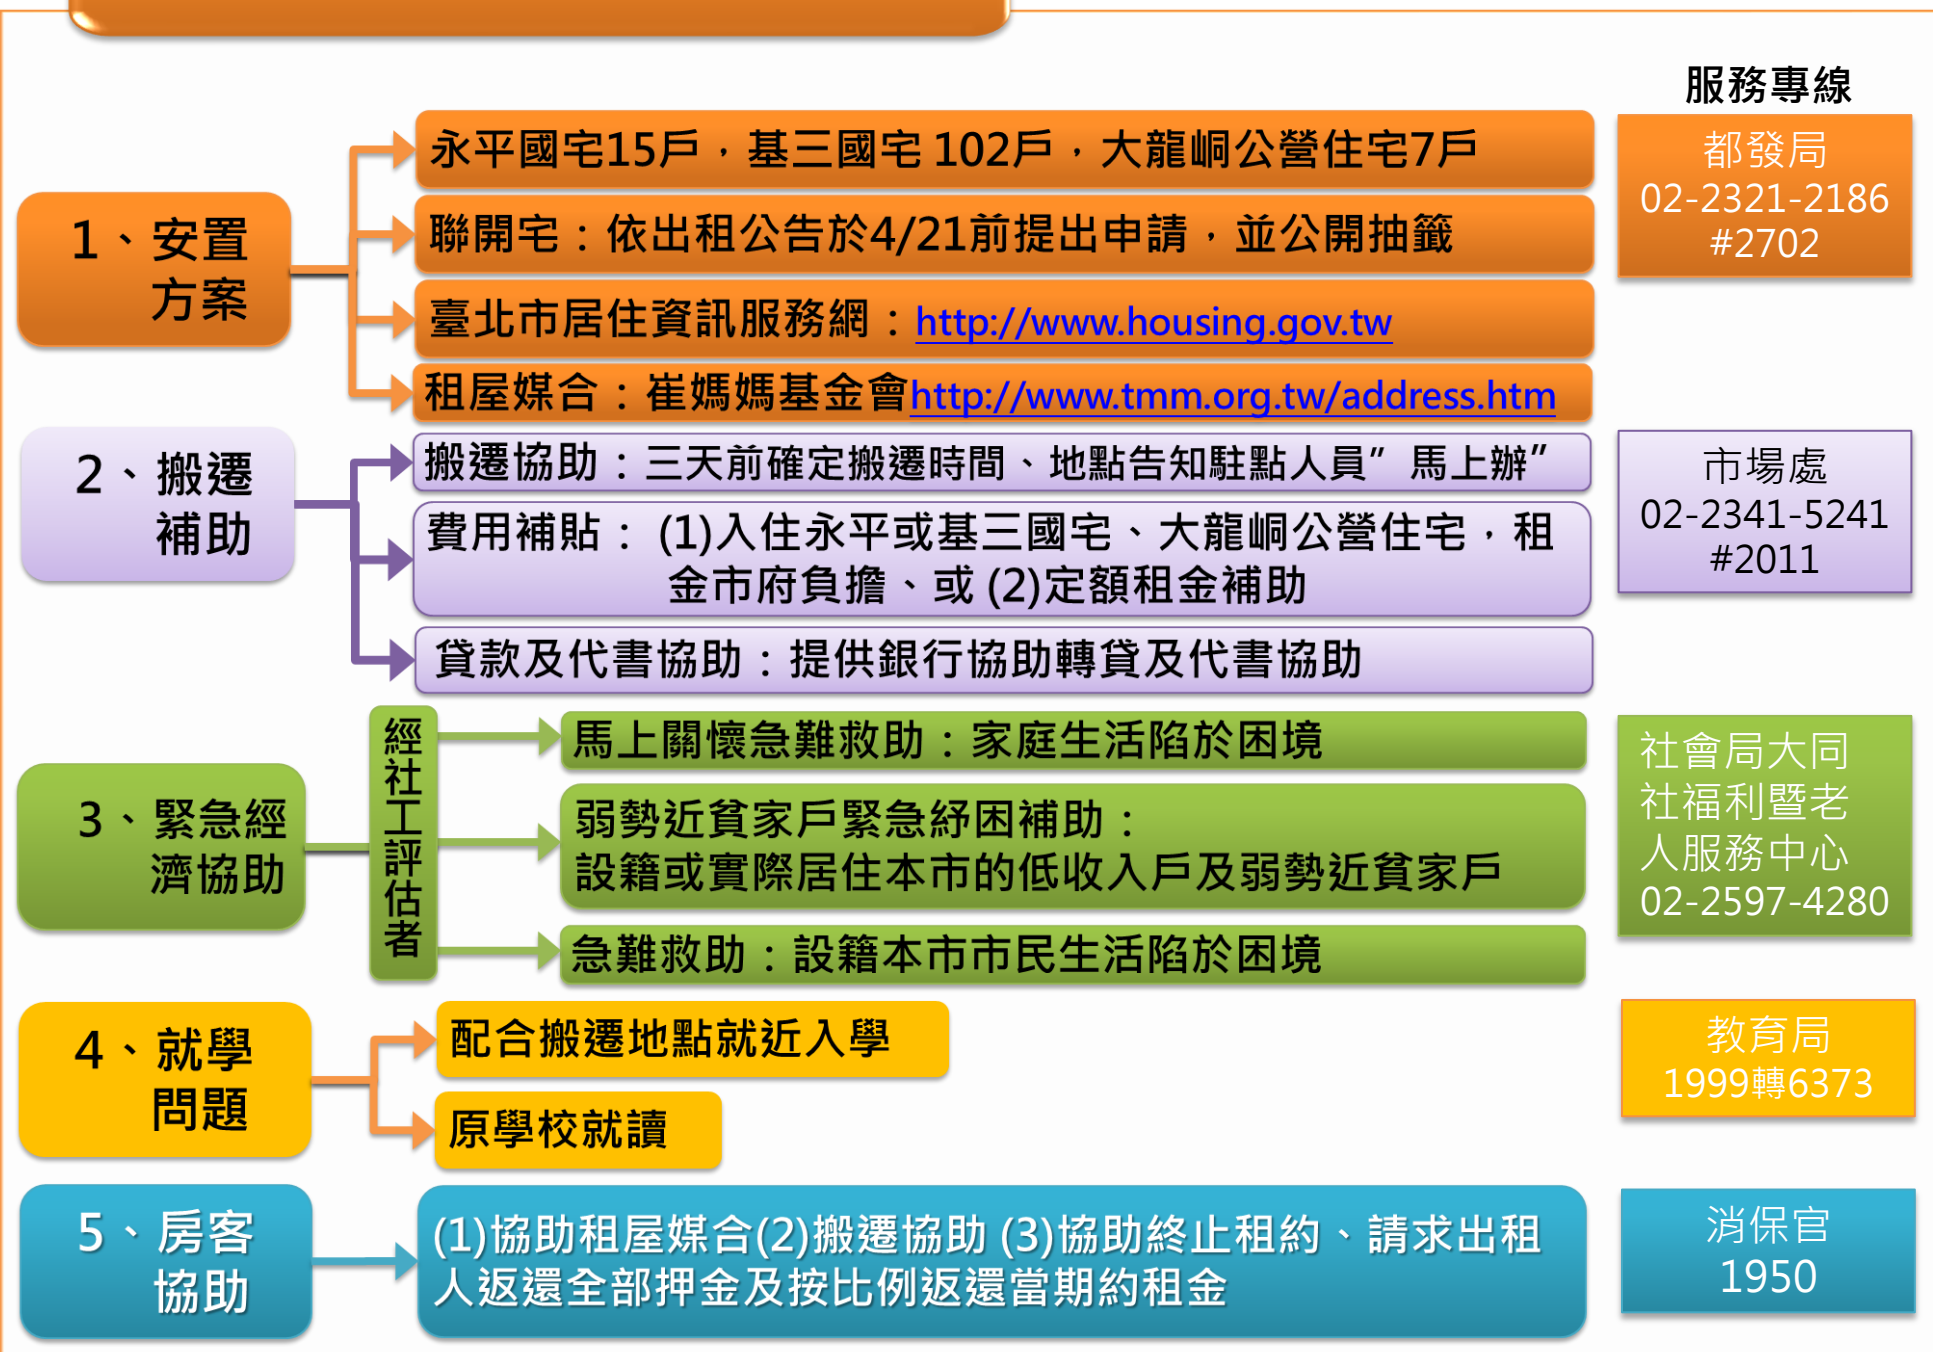 服務專線
1、安置
方案
永平國宅15戶，基三國宅 102戶，大龍峒公營住宅7戶
聯開宅：依出租公告於4/21前提出申請，並公開抽籤
臺北市居住資訊服務網：http://www.housing.gov.tw
租屋媒合：崔媽媽基金會http://www.tmm.org.tw/address.htm
都發局
02-2321-2186
#2702
2、搬遷
補助
搬遷協助：三天前確定搬遷時間、地點告知駐點人員”馬上辦”
費用補貼： (1)入住永平或基三國宅、大龍峒公營住宅，租
金市府負擔、或 (2)定額租金補助
貸款及代書協助：提供銀行協助轉貸及代書協助
市場處
02-2341-5241
#2011
3、緊急經
濟協助
經社工評估者
馬上關懷急難救助：家庭生活陷於困境
弱勢近貧家戶緊急紓困補助：
設籍或實際居住本市的低收入戶及弱勢近貧家戶
急難救助：設籍本市市民生活陷於困境
社會局大同
社福利暨老
人服務中心
02-2597-4280
4、就學
問題
配合搬遷地點就近入學
原學校就讀
教育局
1999轉6373
5、房客
協助
(1)協助租屋媒合(2)搬遷協助 (3)協助終止租約、請求出租
人返還全部押金及按比例返還當期約租金
消保官
1950